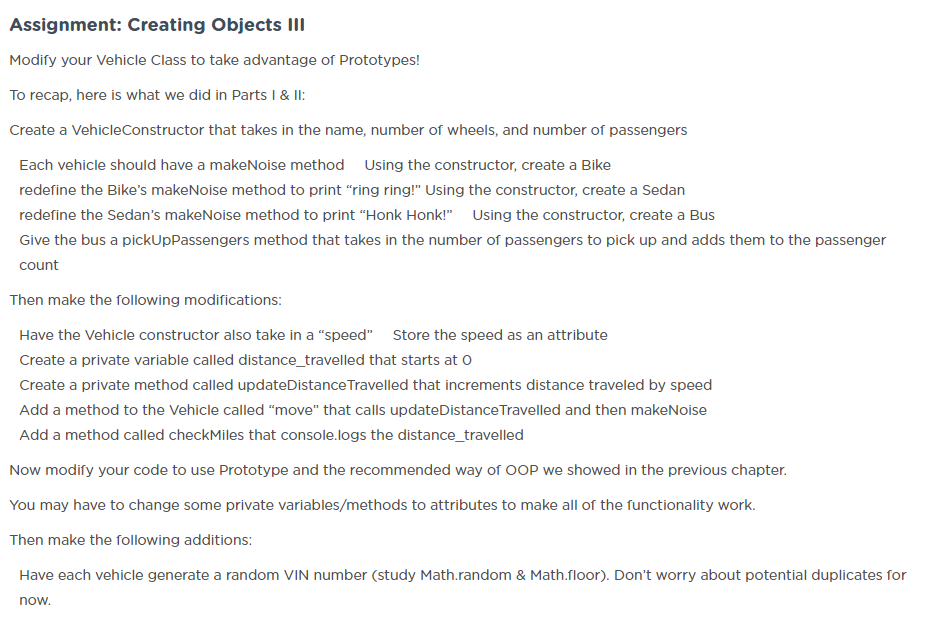 Assignment: Creating Objects III
Modify your Vehicle Class to take advantage of Prototypes!
To recap, here is what we did in Parts I & II:
Create a VehicleConstructor that takes in the name, number of wheels, and number of passengers
Each vehicle should have a makeNoise method Using the constructor, create a Bike
redefine the Bike’s makeNoise method to print “ring ring!” Using the constructor, create a Sedan
redefine the Sedan’s makeNoise method to print “Honk Honk!” Using the constructor, create a Bus
Give the bus a pickUpPassengers method that takes in the number of passengers to pick up and adds them to the passenger
count
Then make the following modifications:
Have the Vehicle constructor also take in a “speed” Store the speed as an attribute
Create a private variable called distance_travelled that starts at 0
Create a private method called updateDistanceTravelled that increments distance traveled by speed
Add a method to the Vehicle called “move” that calls updateDistanceTravelled and then makeNoise
Add a method called checkMiles that console.logs the distance_travelled
Now modify your code to use Prototype and the recommended way of OOP we showed in the previous chapter.
You may have to change some private variables/methods to attributes to make all of the functionality work.
Then make the following additions:
Have each vehicle generate a random VIN number (study Math.random & Math.floor). Don’t worry about potential duplicates for
now.